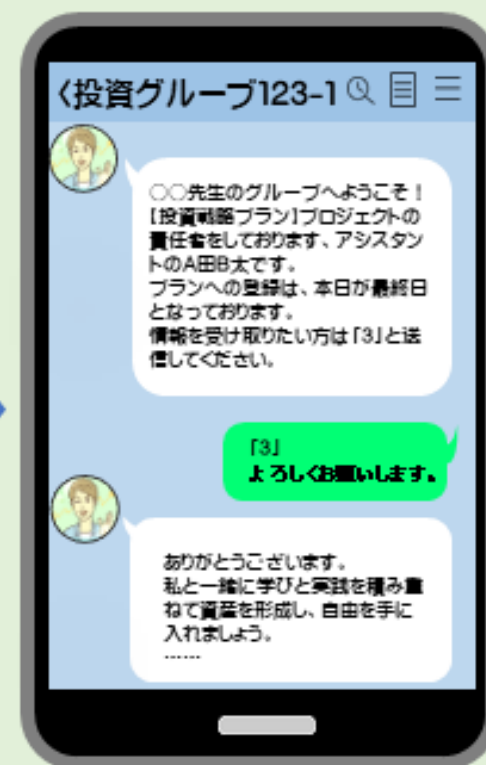 〈投資グループ123-1
○○先生のグループへようこそ！
【投資戦略プラン】プロジェクトの
責任者をしております、アシスタン
トのA田B太です。
プランへの登録は、本日が最終日
となっております。
情報を受け取りたい方は「3」と送
信してください。
「3」
よろしくお願いします。
ありがとうございます。
私と一緒に学びと実践を積み重
ねて資産を形成し、自由を手に
入れましょう。
……